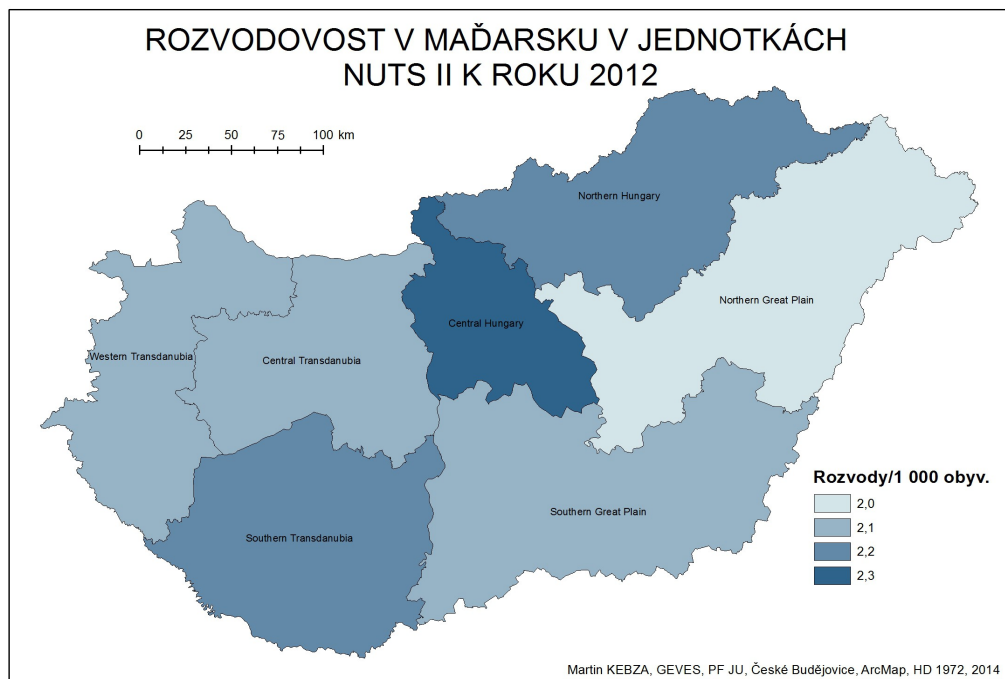 ROZVODOVOST V MAĎARSKU V JEDNOTKÁCH
NUTS II K ROKU 2012
0 25 50 75 100 km
Northern Hungary
Northern Great Plain
Central Hungary
Western Transdanubia
Central Transdanubia
Southern Great Plain
Southern Transdanubia
Rozvody/1 000 obyv.
2,0
2,1
2,2
2,3
Martin KEBZA, GEVES, PF JU, České Budějovice, ArcMap, HD 1972, 2014